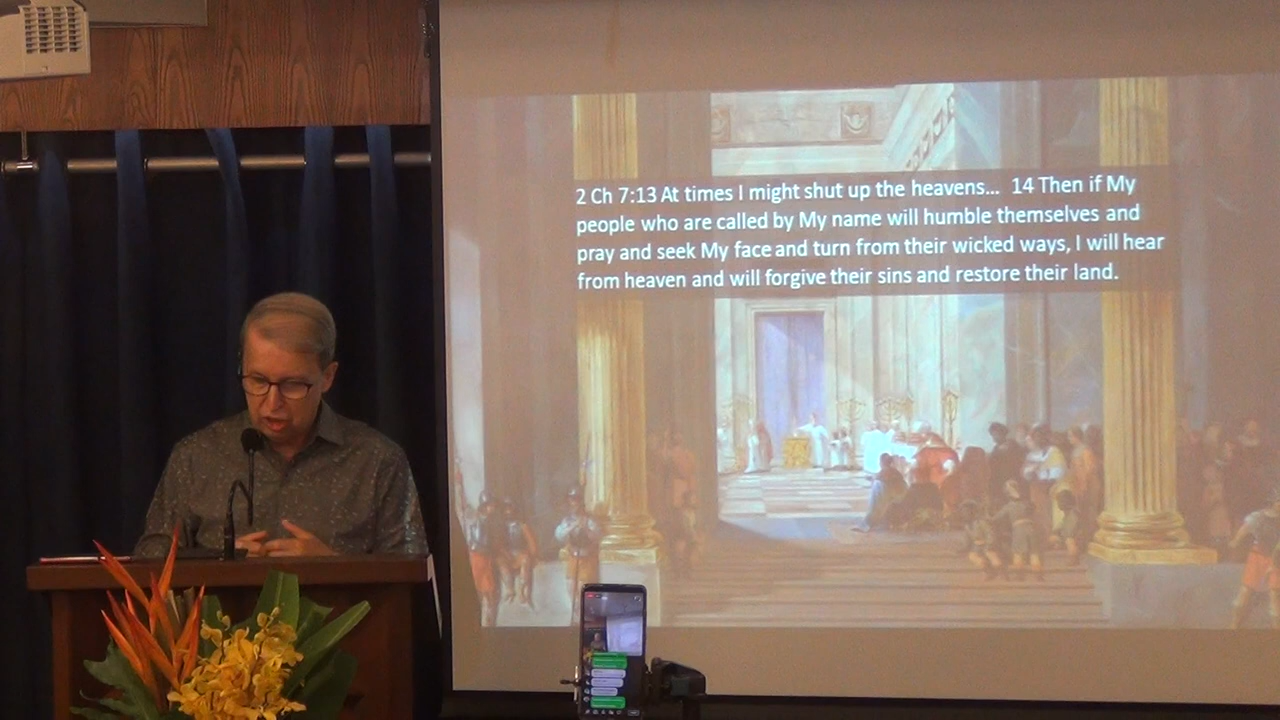 2 Ch 7:13 At times I might shut up the heavens... 14 Then if My
people who are called by My name will humble themselves and
pray and seek My face and turn from their wicked ways, I will hear
from heaven and will forgive their sins and restore their land.